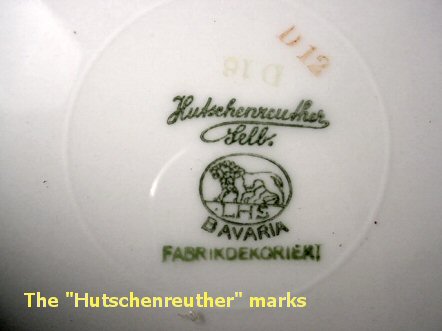 D 12
D 16
Hutschenreuther
Selb.
LHS
BAVARIA
FABRIKDEKORIERT
The "Hutschenreuther" marks